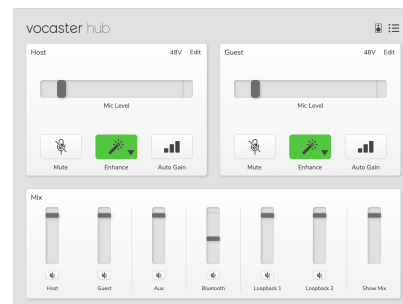 vocaster hub
Host 48V Edit
Mic Level
Mute Enhance Auto Gain
Guest 48V Edit
Mic Level
Mute Enhance Auto Gain
Mix
Host Guest Aux Bluetooth Loopback 1 Loopback 2 Show Mix